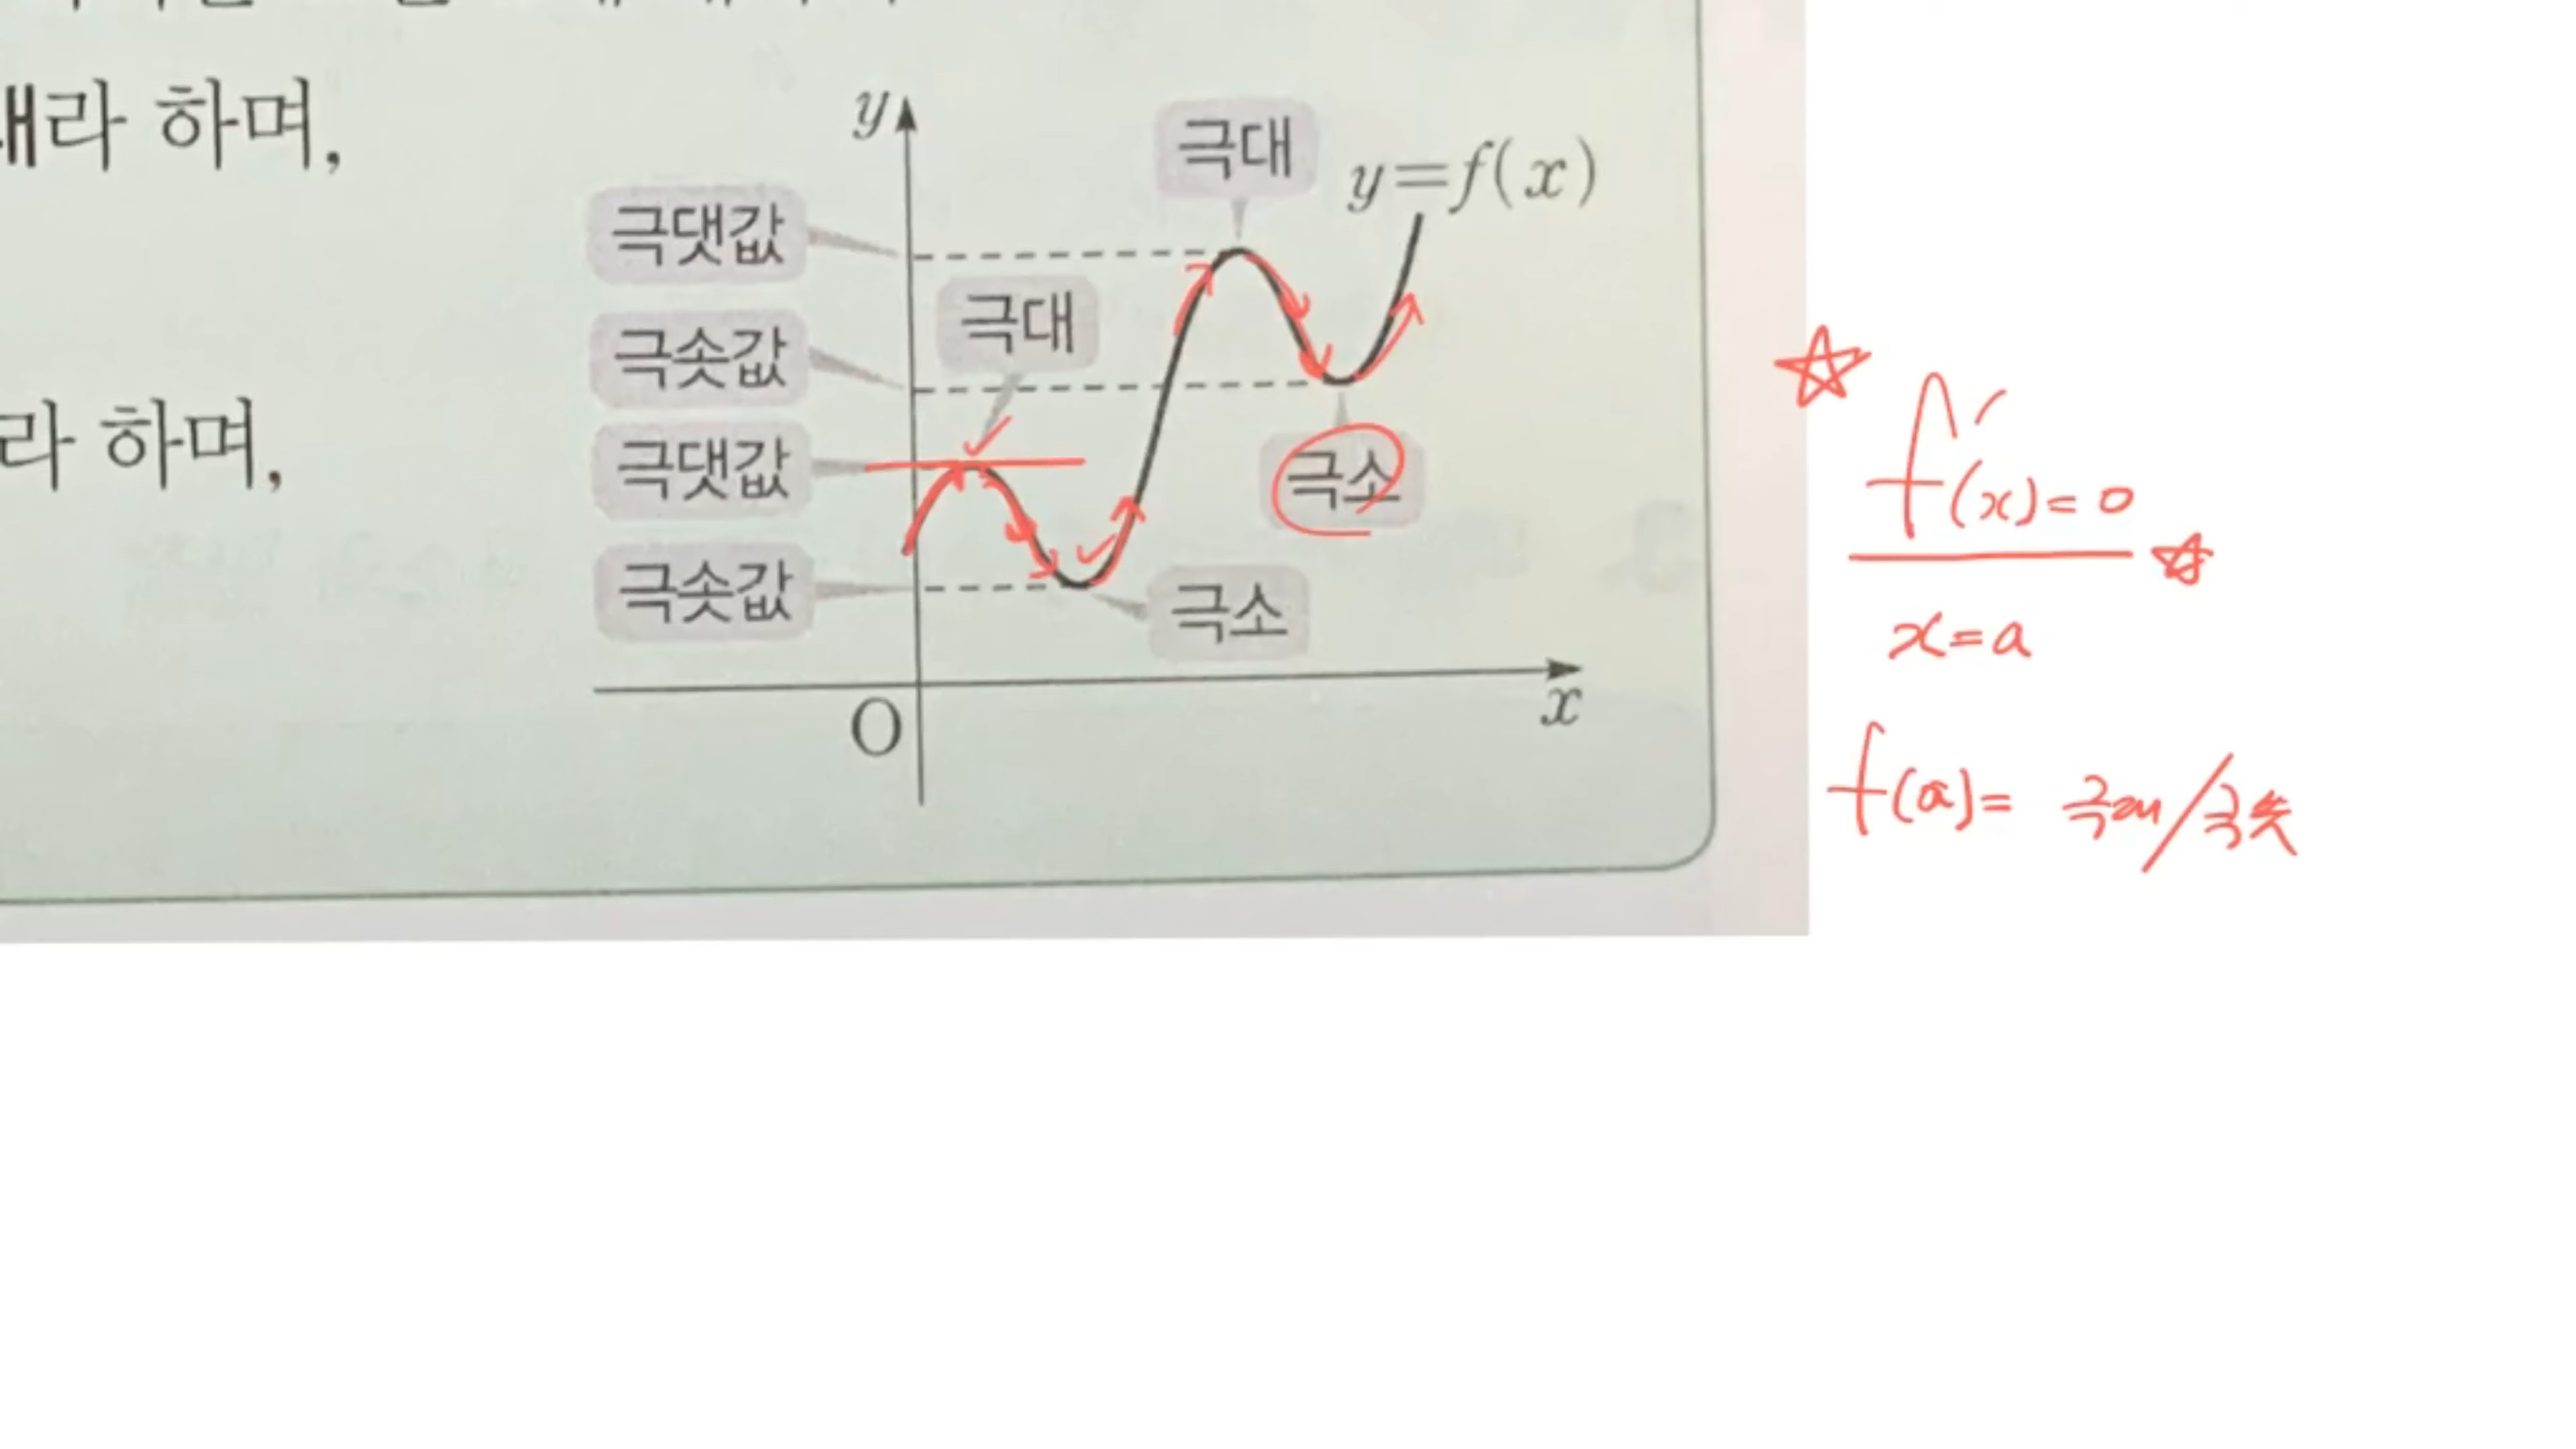 라 하며,
라 하며,
y
극대
y=f(x)
극댓값
극대
극솟값
극댓값
극소
극솟값
극소
O
x
f'(x)=0
x=a
f(a)=